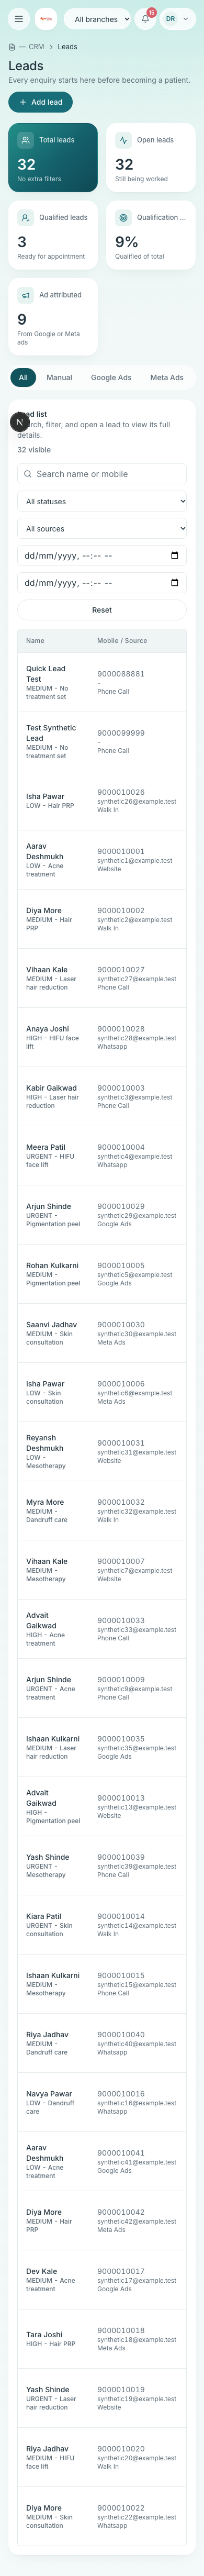 All branches
15
DR
— CRM > Leads
Leads
Every enquiry starts here before becoming a patient.
+ Add lead
Total leads
32
No extra filters
Open leads
32
Still being worked
Qualified leads
3
Ready for appointment
Qualification ...
9%
Qualified of total
Ad attributed
9
From Google or Meta
ads
All Manual Google Ads Meta Ads
Lead list
N
Search, filter, and open a lead to view its full
details.
32 visible
Search name or mobile
All statuses
All sources
dd/mm/yyyy, --:-- --
dd/mm/yyyy, --:-- --
Reset
Name Mobile / Source
Quick Lead
Test
MEDIUM - No
treatment set
9000088881
-
Phone Call
Test Synthetic
Lead
MEDIUM - No
treatment set
9000099999
-
Phone Call
Isha Pawar
LOW - Hair PRP
9000010026
synthetic26@example.test
Walk In
Aarav
Deshmukh
LOW - Acne
treatment
9000010001
synthetic1@example.test
Website
Diya More
MEDIUM - Hair
PRP
9000010002
synthetic2@example.test
Walk In
Vihaan Kale
MEDIUM - Laser
hair reduction
9000010027
synthetic27@example.test
Phone Call
Anaya Joshi
HIGH - HIFU face
lift
9000010028
synthetic28@example.test
Whatsapp
Kabir Gaikwad
HIGH - Laser hair
reduction
9000010003
synthetic3@example.test
Phone Call
Meera Patil
URGENT - HIFU
face lift
9000010004
synthetic4@example.test
Whatsapp
Arjun Shinde
URGENT -
Pigmentation peel
9000010029
synthetic29@example.test
Google Ads
Rohan Kulkarni
MEDIUM -
Pigmentation peel
9000010005
synthetic5@example.test
Google Ads
Saanvi Jadhav
MEDIUM - Skin
consultation
9000010030
synthetic30@example.test
Meta Ads
Isha Pawar
LOW - Skin
consultation
9000010006
synthetic6@example.test
Meta Ads
Reyansh
Deshmukh
LOW -
Mesotherapy
9000010031
synthetic31@example.test
Website
Myra More
MEDIUM -
Dandruff care
9000010032
synthetic32@example.test
Walk In
Vihaan Kale
MEDIUM -
Mesotherapy
9000010007
synthetic7@example.test
Website
Advait
Gaikwad
HIGH - Acne
treatment
9000010033
synthetic33@example.test
Phone Call
Arjun Shinde
URGENT - Acne
treatment
9000010009
synthetic9@example.test
Phone Call
Ishaan Kulkarni
MEDIUM - Laser
hair reduction
9000010035
synthetic35@example.test
Google Ads
Advait
Gaikwad
HIGH -
Pigmentation peel
9000010013
synthetic13@example.test
Website
Yash Shinde
URGENT -
Mesotherapy
9000010039
synthetic39@example.test
Phone Call
Kiara Patil
URGENT - Skin
consultation
9000010014
synthetic14@example.test
Walk In
Ishaan Kulkarni
MEDIUM -
Mesotherapy
9000010015
synthetic15@example.test
Phone Call
Riya Jadhav
MEDIUM -
Dandruff care
9000010040
synthetic40@example.test
Whatsapp
Navya Pawar
LOW - Dandruff
care
9000010016
synthetic16@example.test
Whatsapp
Aarav
Deshmukh
LOW - Acne
treatment
9000010041
synthetic41@example.test
Google Ads
Diya More
MEDIUM - Hair
PRP
9000010042
synthetic42@example.test
Meta Ads
Dev Kale
MEDIUM - Acne
treatment
9000010017
synthetic17@example.test
Google Ads
Tara Joshi
HIGH - Hair PRP
9000010018
synthetic18@example.test
Meta Ads
Yash Shinde
URGENT - Laser
hair reduction
9000010019
synthetic19@example.test
Website
Riya Jadhav
MEDIUM - HIFU
face lift
9000010020
synthetic20@example.test
Walk In
Diya More
MEDIUM - Skin
consultation
9000010022
synthetic22@example.test
Whatsapp